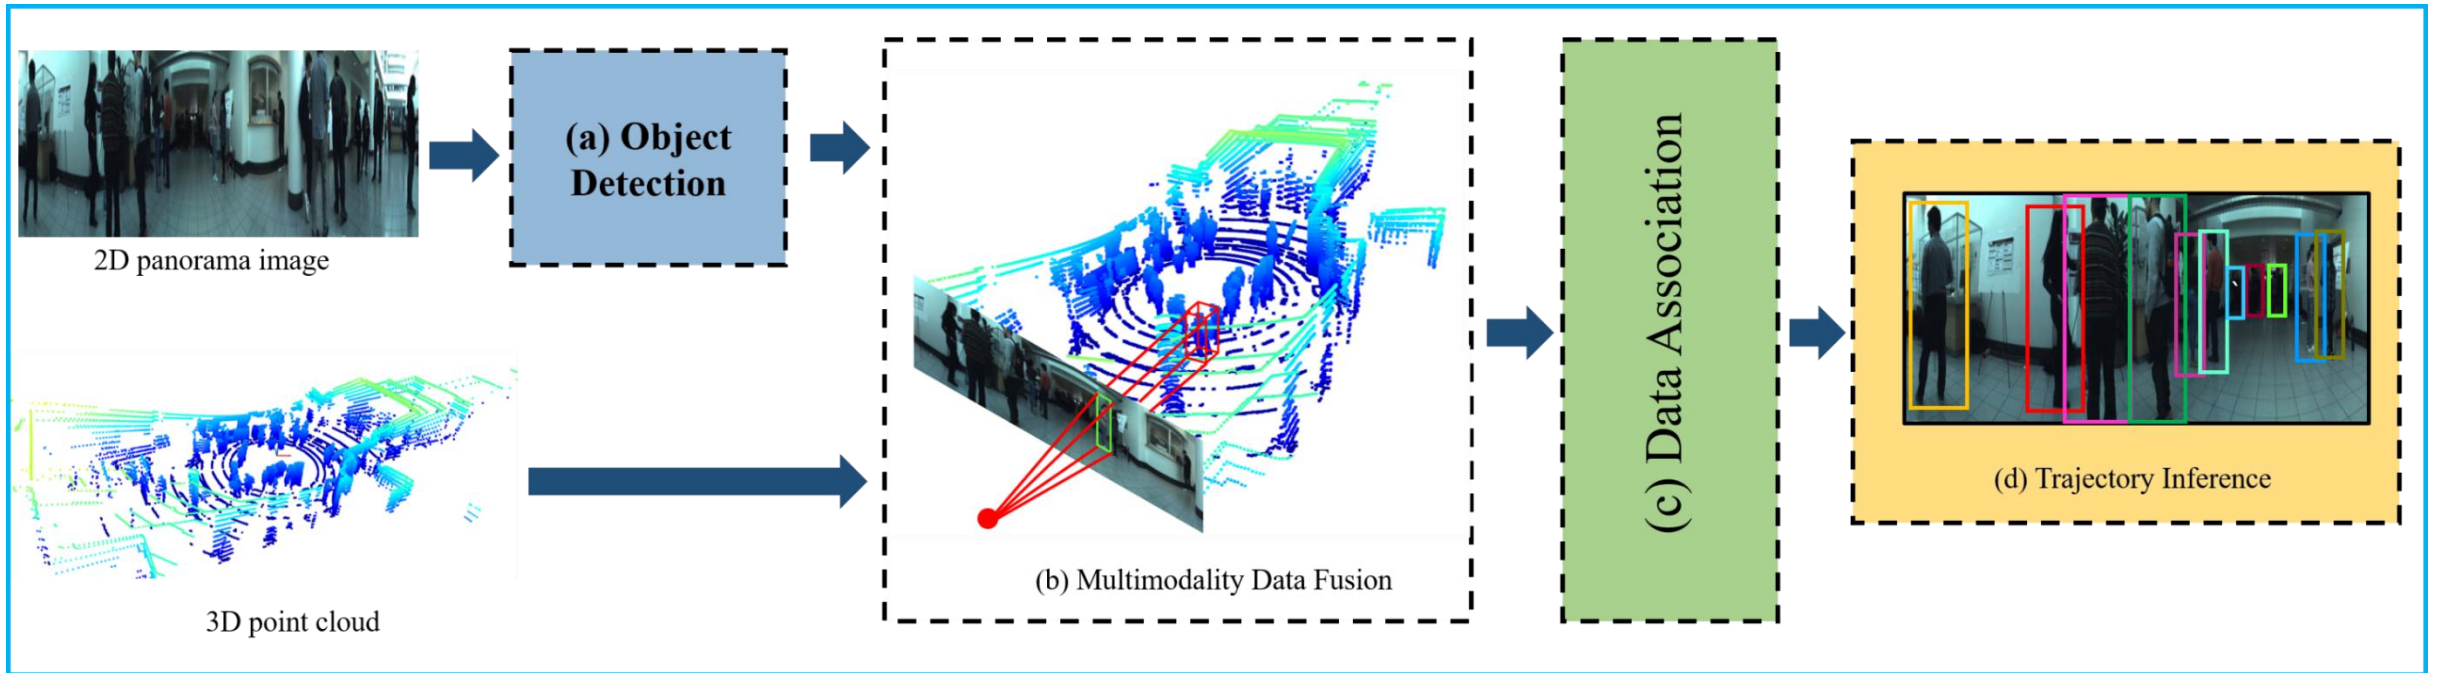 (a) Object
Detection
2D panorama image
3D point cloud
(b) Multimodality Data Fusion
(c) Data Association
(d) Trajectory Inference